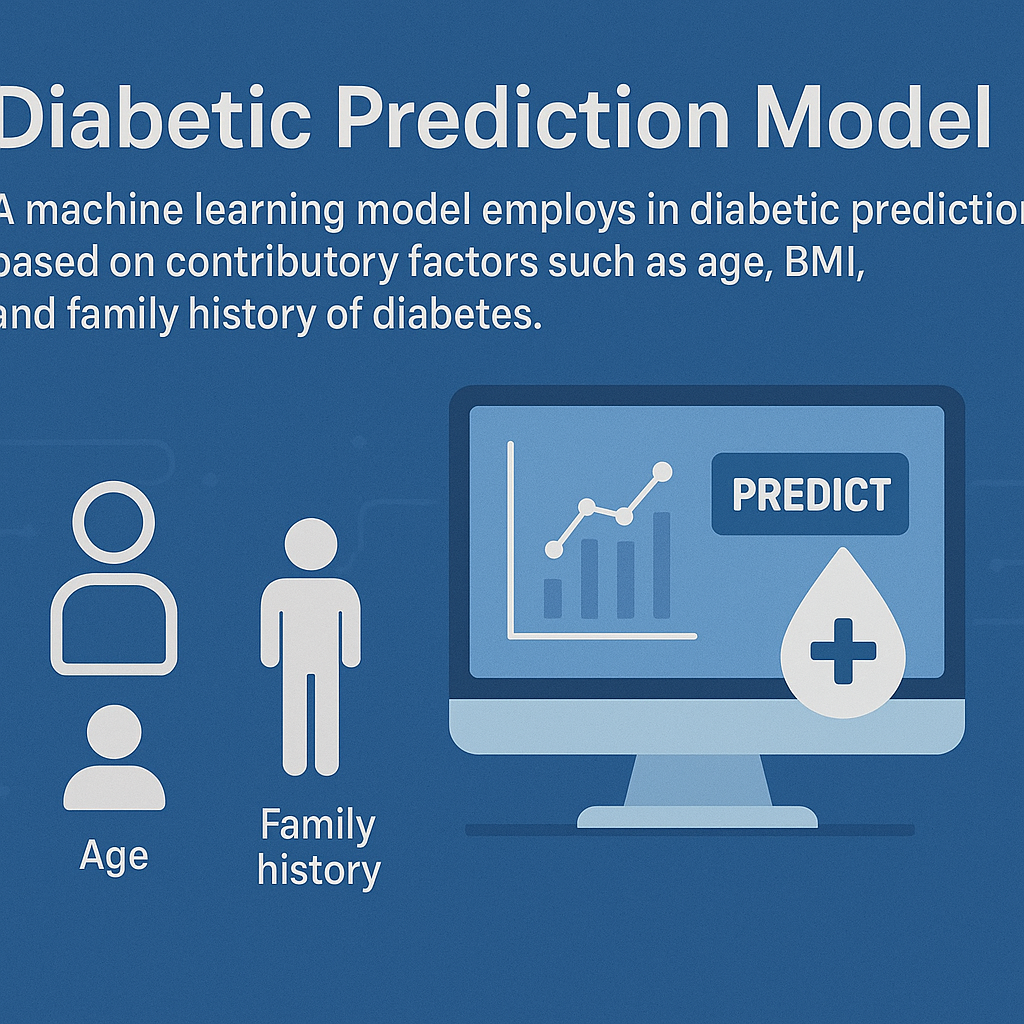 Diabetic Prediction Model
A machine learning model employs in diabetic prediction
based on contributory factors such as age, BMI,
and family history of diabetes.
PREDICT
Age
Family
history